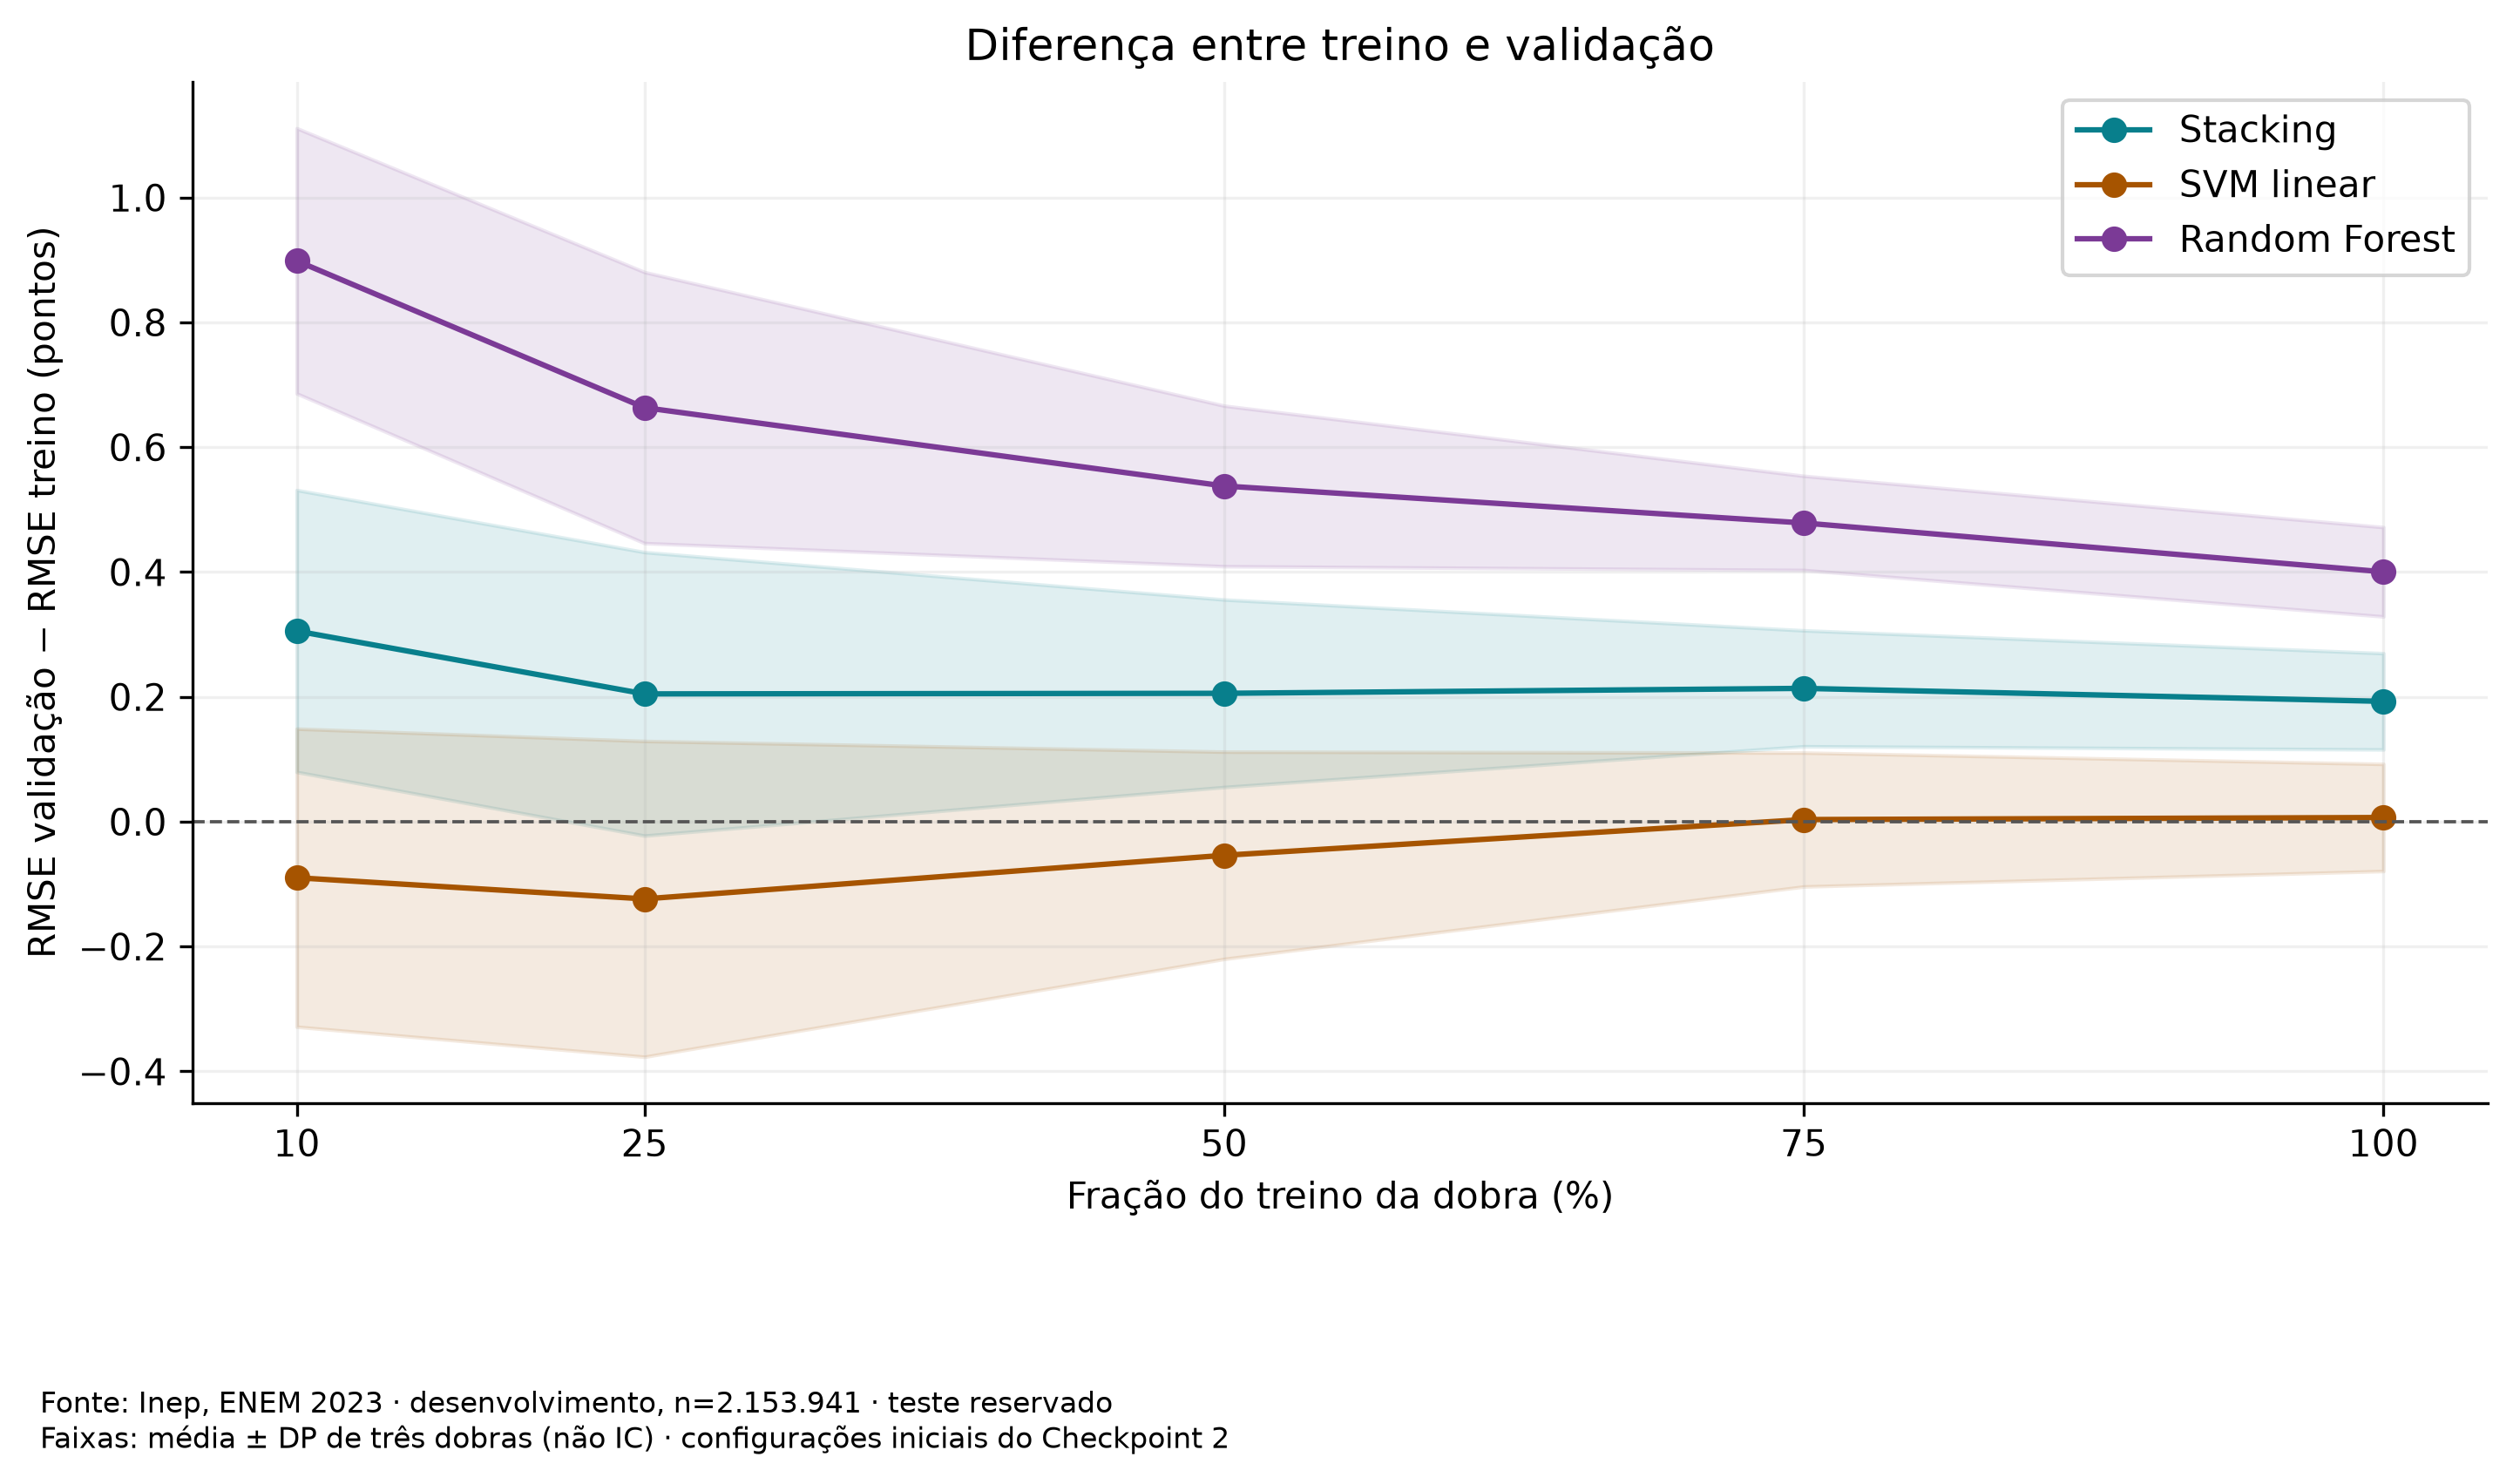 Diferença entre treino e validação
Stacking
SVM linear
Random Forest
RMSE validação − RMSE treino (pontos)
1.0
0.8
0.6
0.4
0.2
0.0
−0.2
−0.4
10 25 50 75 100
Fração do treino da dobra (%)
Fonte: Inep, ENEM 2023 · desenvolvimento, n=2.153.941 · teste reservado
Faixas: média ± DP de três dobras (não IC) · configurações iniciais do Checkpoint 2